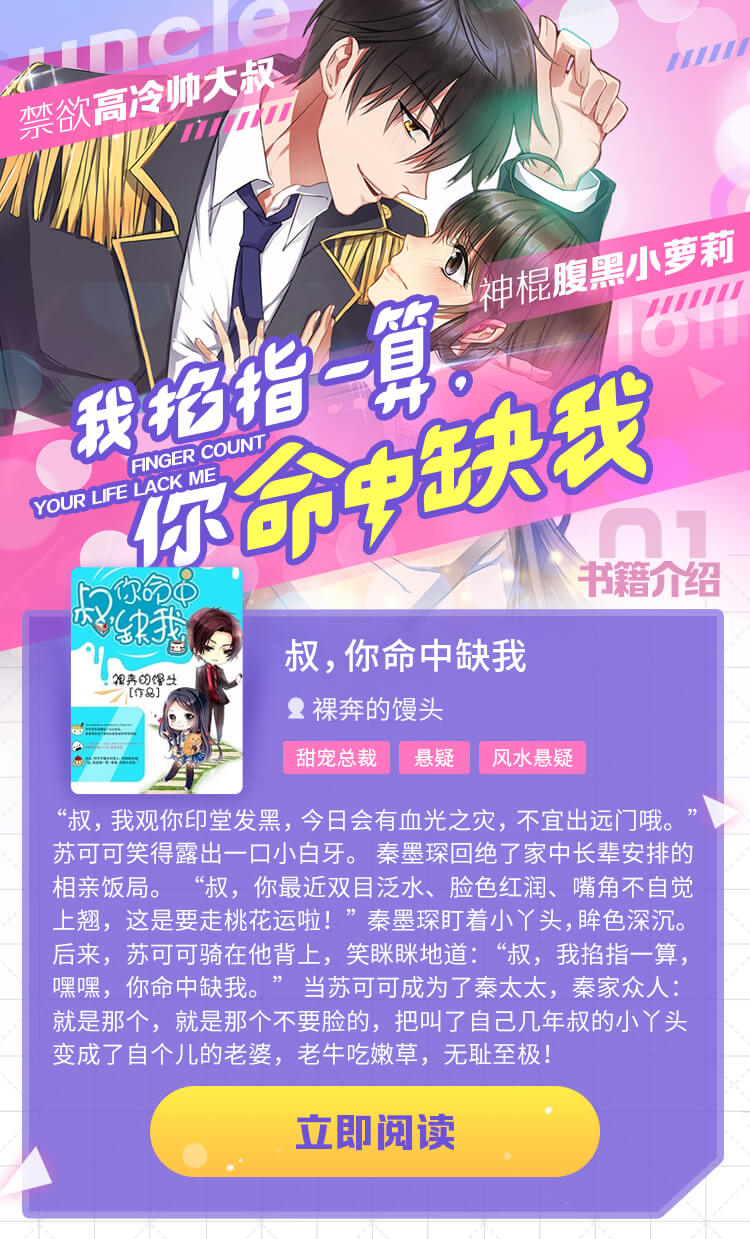 uncle
禁欲高冷帅大叔
神棍腹黑小萝莉
loli
我掐指一算，
FINGER COUNT
YOUR LIFE LACK ME
你命中缺我
01
书籍介绍
叔，你命中缺我
裸奔的馒头
[作品]
叔，你命中缺我
裸奔的馒头
甜宠总裁 悬疑 风水悬疑
“叔，我观你印堂发黑，今日会有血光之灾，不宜出远门哦。”
苏可可笑得露出一口小白牙。 秦墨琛回绝了家中长辈安排的
相亲饭局。 “叔，你最近双目泛水、脸色红润、嘴角不自觉
上翘，这是要走桃花运啦！”秦墨琛盯着小丫头，眸色深沉。
后来，苏可可骑在他背上，笑眯眯地道：“叔，我掐指一算，
嘿嘿，你命中缺我。” 当苏可可成为了秦太太，秦家众人：
就是那个，就是那个不要脸的，把叫了自己几年叔的小丫头
变成了自个儿的老婆，老牛吃嫩草，无耻至极！
立即阅读